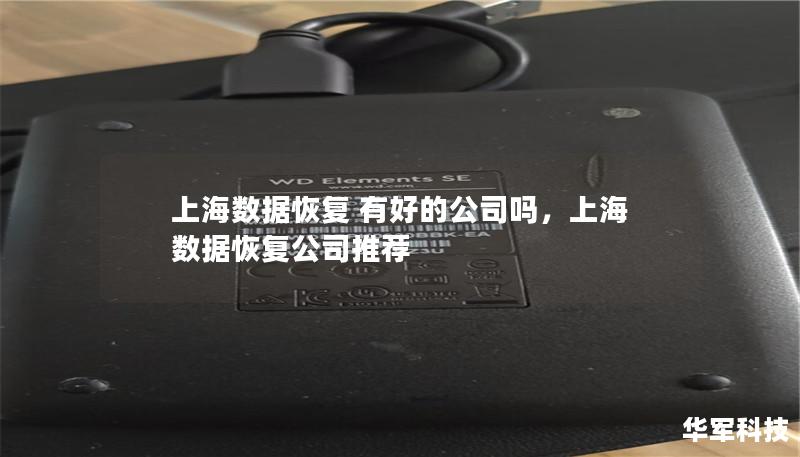 WD Elements SE
www.wd.com
上海数据恢复 有好的公司吗，上海
数据恢复公司推荐
华军科技